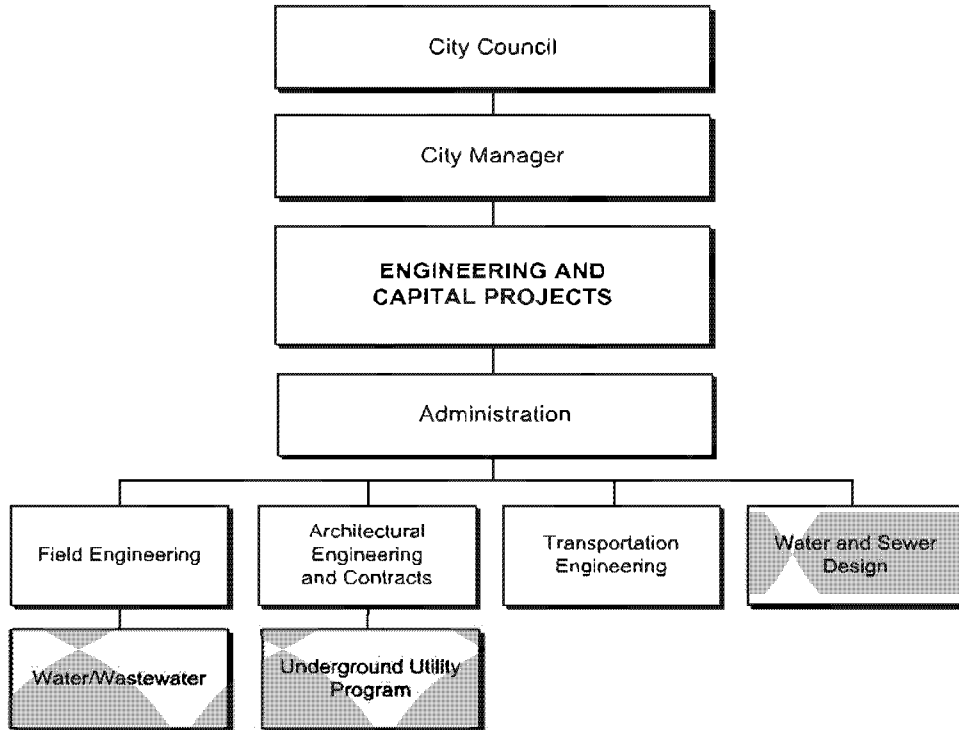 City Council
City Manager
ENGINEERING AND
CAPITAL PROJECTS
Administration
Field Engineering
Architectural
Engineering
and Contracts
Transportation
Engineering
Water and Sewer
Design
Water/Wastewater
Underground Utility
Program